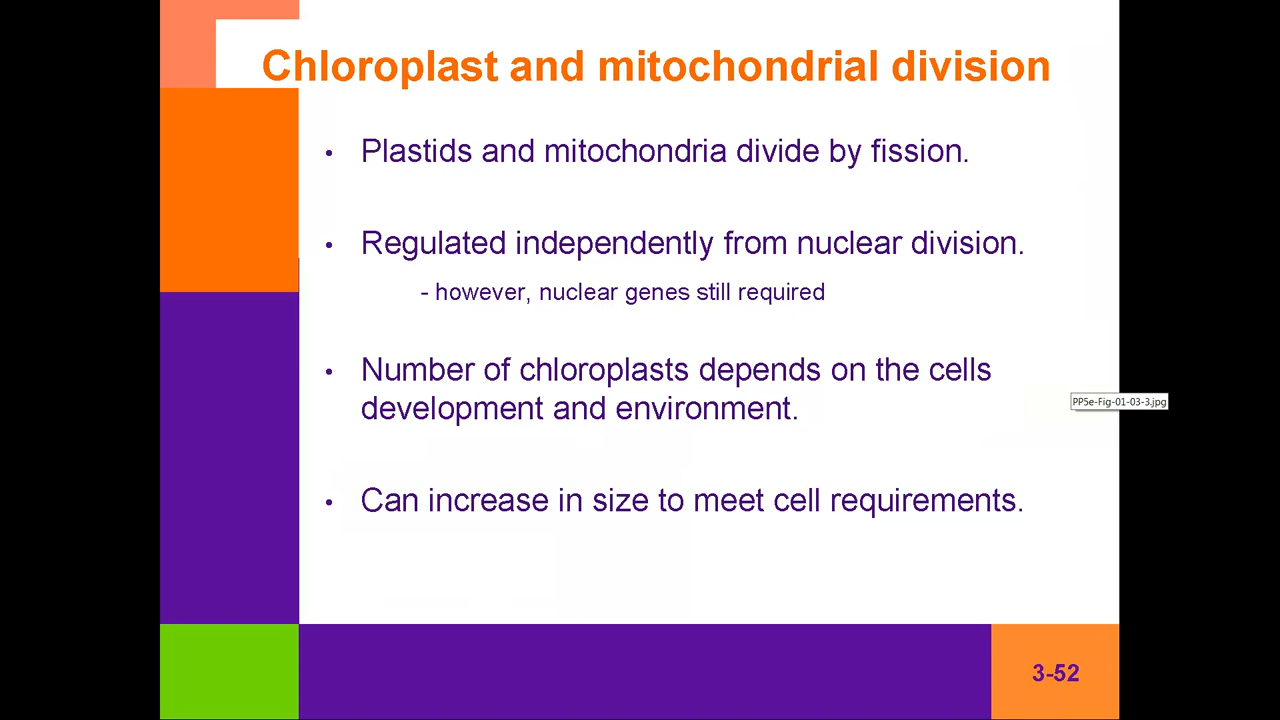 Chloroplast and mitochondrial division
• Plastids and mitochondria divide by fission.
• Regulated independently from nuclear division.
- however, nuclear genes still required
• Number of chloroplasts depends on the cells
development and environment.
PP5e-Fig-01-03-3.jpg
• Can increase in size to meet cell requirements.
3-52